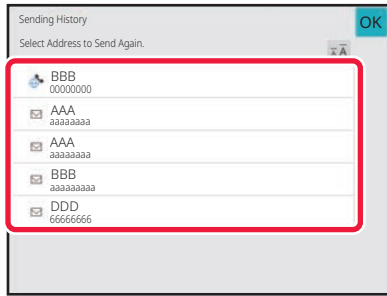 Sending History
OK
Select Address to Send Again.
A A
BBB
00000000
AAA
aaaaaaaa
AAA
aaaaaaaa
BBB
aaaaaaaaa
DDD
66666666